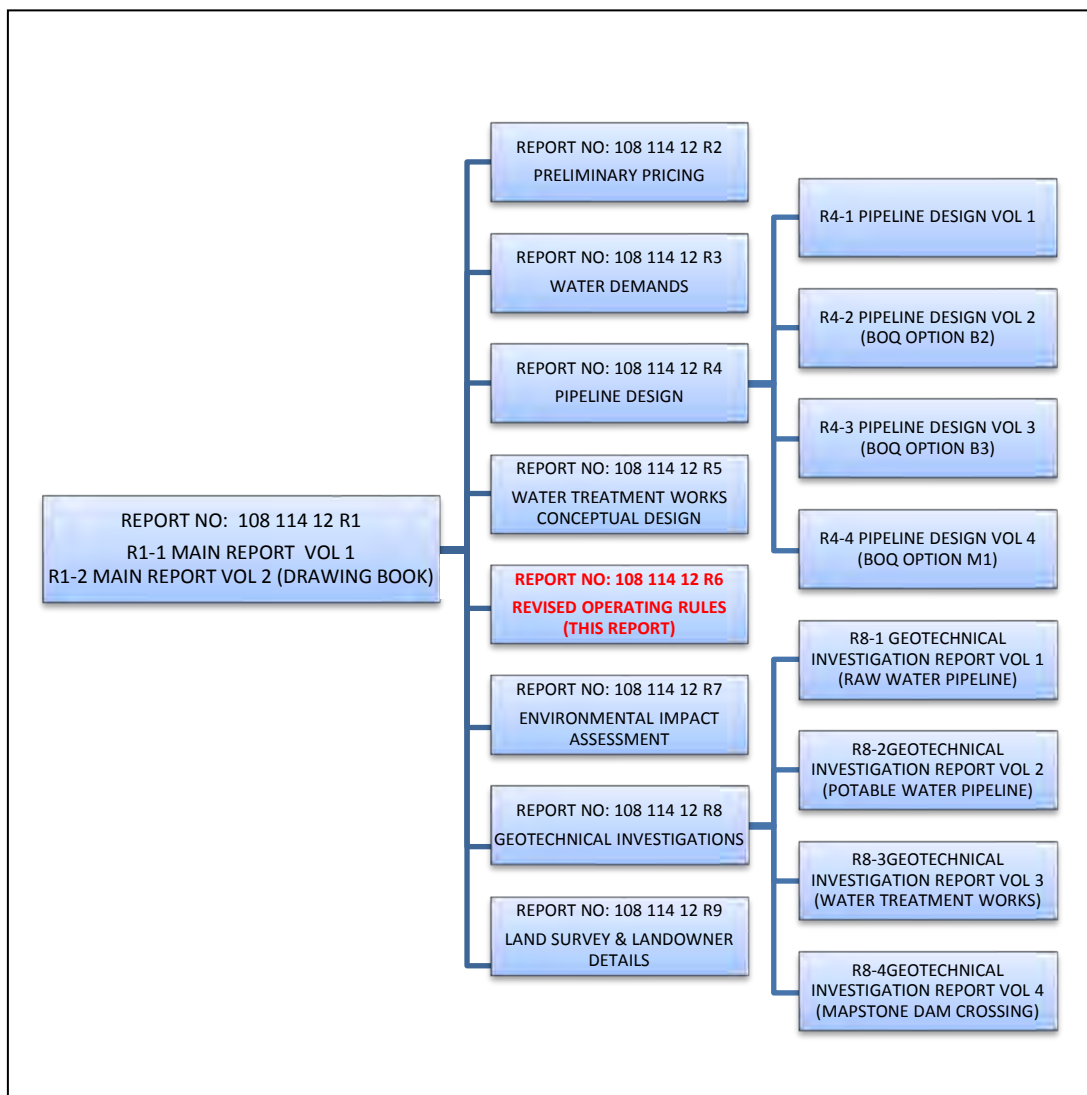 REPORT NO: 108 114 12 R1
R1-1 MAIN REPORT VOL 1
R1-2 MAIN REPORT VOL 2 (DRAWING BOOK)
REPORT NO: 108 114 12 R2
PRELIMINARY PRICING
REPORT NO: 108 114 12 R3
WATER DEMANDS
REPORT NO: 108 114 12 R4
PIPELINE DESIGN
REPORT NO: 108 114 12 R5
WATER TREATMENT WORKS
CONCEPTUAL DESIGN
REPORT NO: 108 114 12 R6
REVISED OPERATING RULES
(THIS REPORT)
REPORT NO: 108 114 12 R7
ENVIRONMENTAL IMPACT
ASSESSMENT
REPORT NO: 108 114 12 R8
GEOTECHNICAL INVESTIGATIONS
REPORT NO: 108 114 12 R9
LAND SURVEY & LANDOWNER
DETAILS
R4-1 PIPELINE DESIGN VOL 1
R4-2 PIPELINE DESIGN VOL 2
(BOQ OPTION B2)
R4-3 PIPELINE DESIGN VOL 3
(BOQ OPTION B3)
R4-4 PIPELINE DESIGN VOL 4
(BOQ OPTION M1)
R8-1 GEOTECHNICAL
INVESTIGATION REPORT VOL 1
(RAW WATER PIPELINE)
R8-2GEOTECHNICAL
INVESTIGATION REPORT VOL 2
(POTABLE WATER PIPELINE)
R8-3GEOTECHNICAL
INVESTIGATION REPORT VOL 3
(WATER TREATMENT WORKS)
R8-4GEOTECHNICAL
INVESTIGATION REPORT VOL 4
(MAPSTONE DAM CROSSING)